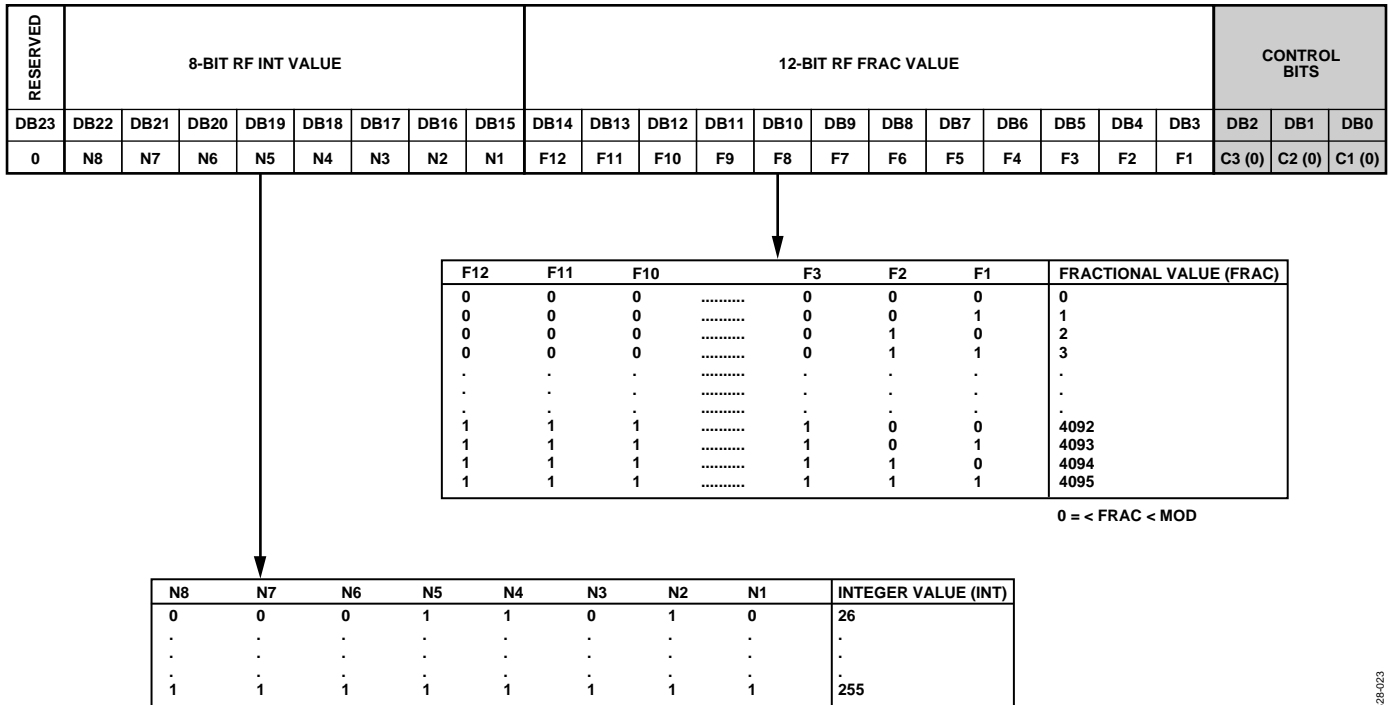 RESERVED
8-BIT RF INT VALUE
12-BIT RF FRAC VALUE
CONTROL
BITS
DB23 DB22 DB21 DB20 DB19 DB18 DB17 DB16 DB15 DB14 DB13 DB12 DB11 DB10 DB9 DB8 DB7 DB6 DB5 DB4 DB3 DB2 DB1 DB0
0 N8 N7 N6 N5 N4 N3 N2 N1 F12 F11 F10 F9 F8 F7 F6 F5 F4 F3 F2 F1 C3 (0) C2 (0) C1 (0)
F12 F11 F10 F3 F2 F1 FRACTIONAL VALUE (FRAC)
0 0 0 .......... 0 0 0 0
0 0 0 .......... 0 0 1 1
0 0 0 .......... 0 1 0 2
0 0 0 .......... 0 1 1 3
. . . .......... . . . .
. . . .......... . . . .
. . . .......... . . . .
1 1 1 .......... 1 0 0 4092
1 1 1 .......... 1 0 1 4093
1 1 1 .......... 1 1 0 4094
1 1 1 .......... 1 1 1 4095
0 = < FRAC < MOD
N8 N7 N6 N5 N4 N3 N2 N1 INTEGER VALUE (INT)
0 0 0 1 1 0 1 0 26
. . . . . . . . .
. . . . . . . . .
. . . . . . . . .
1 1 1 1 1 1 1 1 255
28-023